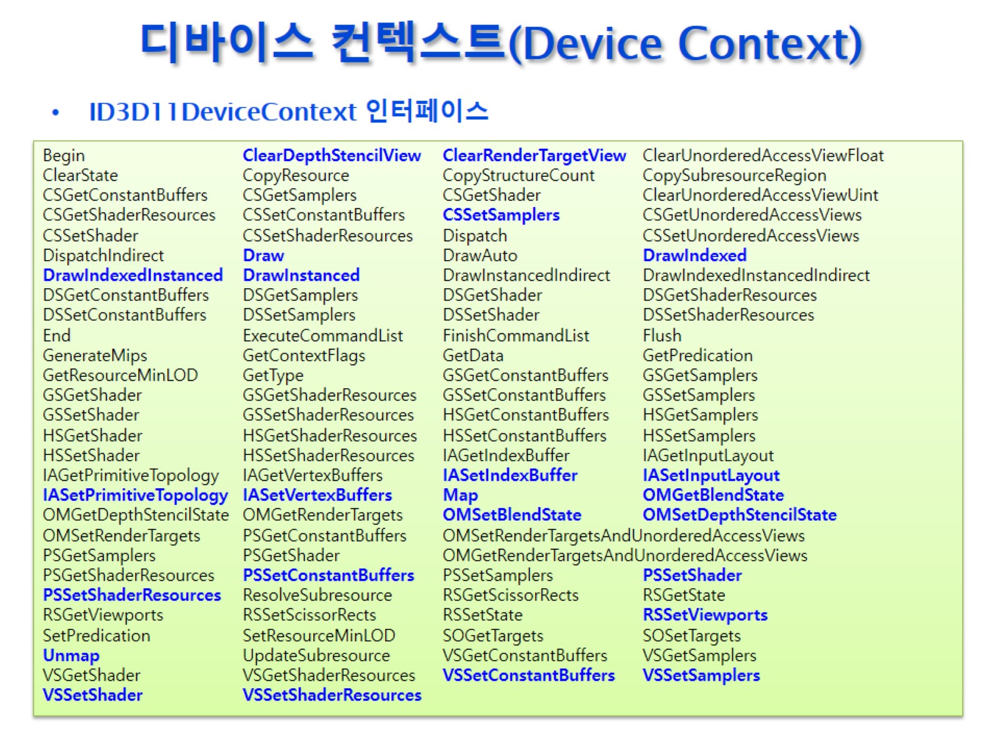 디바이스 컨텍스트(Device Context)
• ID3D11DeviceContext 인터페이스
Begin ClearDepthStencilView ClearRenderTargetView ClearUnorderedAccessViewFloat
ClearState CopyResource CopyStructureCount CopySubresourceRegion
CSGetConstantBuffers CSGetSamplers CSGetShader ClearUnorderedAccessViewUint
CSGetShaderResources CSSetConstantBuffers CSSetSamplers CSGetUnorderedAccessViews
CSSetShader CSSetShaderResources Dispatch CSSetUnorderedAccessViews
DispatchIndirect Draw DrawAuto DrawIndexed
DrawIndexedInstanced DrawInstanced DrawInstancedIndirect DrawIndexedInstancedIndirect
DSGetConstantBuffers DSGetSamplers DSGetShader DSGetShaderResources
DSSetConstantBuffers DSSetSamplers DSSetShader DSSetShaderResources
End ExecuteCommandList FinishCommandList Flush
GenerateMips GetContextFlags GetData GetPredication
GetResourceMinLOD GetType GSGetConstantBuffers GSGetSamplers
GSGetShader GSGetShaderResources GSSetConstantBuffers GSSetSamplers
GSSetShader GSSetShaderResources HSGetConstantBuffers HSGetSamplers
HSGetShader HSGetShaderResources HSSetConstantBuffers HSSetSamplers
HSSetShader HSSetShaderResources IAGetIndexBuffer IAGetInputLayout
IAGetPrimitiveTopology IAGetVertexBuffers IASetIndexBuffer IASetInputLayout
IASetPrimitiveTopology IASetVertexBuffers Map OMGetBlendState
OMGetDepthStencilState OMGetRenderTargets OMSetBlendState OMSetDepthStencilState
OMSetRenderTargets PSGetConstantBuffers OMSetRenderTargetsAndUnorderedAccessViews
PSGetSamplers PSGetShader OMGetRenderTargetsAndUnorderedAccessViews
PSGetShaderResources PSSetConstantBuffers PSSetSamplers PSSetShader
PSSetShaderResources ResolveSubresource RSGetScissorRects RSGetState
RSGetViewports RSSetScissorRects RSSetState RSSetViewports
SetPredication SetResourceMinLOD SOGetTargets SOSetTargets
Unmap UpdateSubresource VSGetConstantBuffers VSGetSamplers
VSGetShader VSGetShaderResources VSSetConstantBuffers VSSetSamplers
VSSetShader VSSetShaderResources